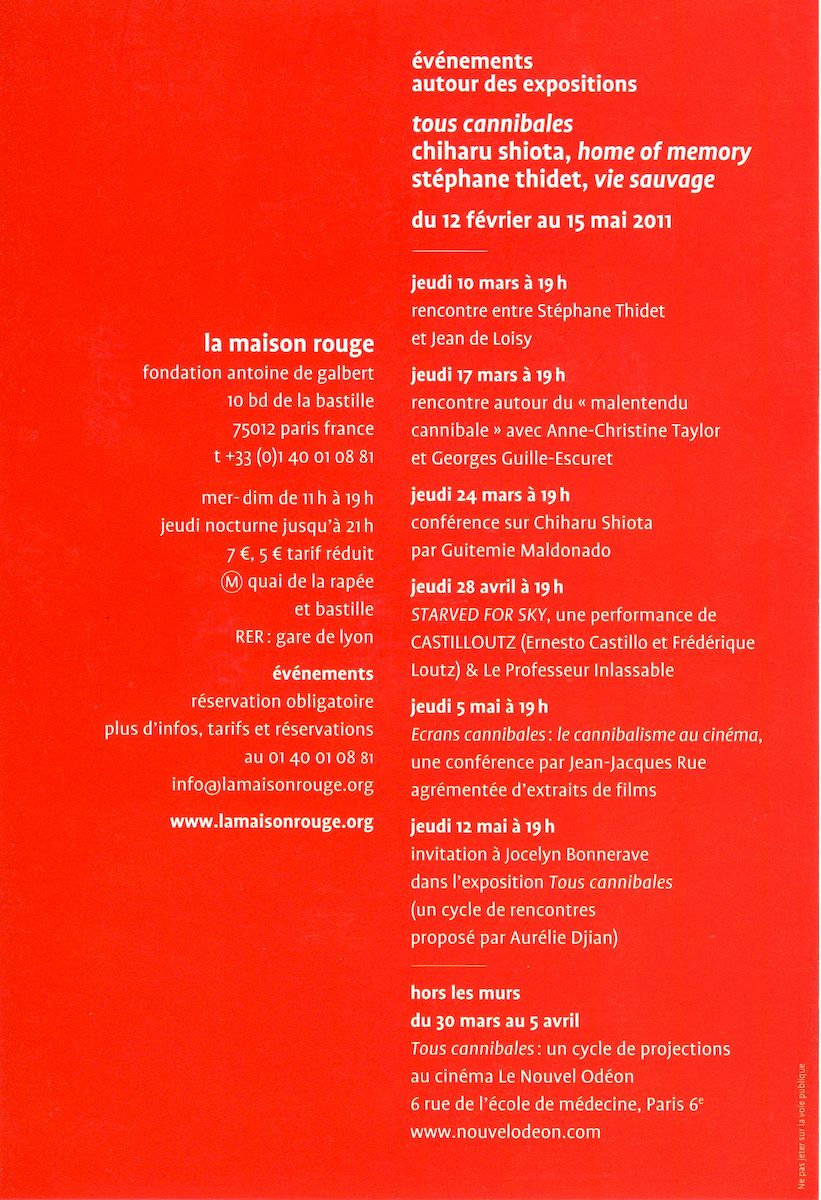 événements
autour des expositions
tous cannibales
chiharu shiota, home of memory
stéphane thidet, vie sauvage
du 12 février au 15 mai 2011
jeudi 10 mars à 19 h
rencontre entre Stéphane Thidet
et Jean de Loisy
jeudi 17 mars à 19 h
rencontre autour du « malentendu
cannibale » avec Anne-Christine Taylor
et Georges Guille-Escuret
jeudi 24 mars à 19 h
conférence sur Chiharu Shiota
par Guitemie Maldonado
jeudi 28 avril à 19 h
STARVED FOR SKY, une performance de
CASTILLOUTZ (Ernesto Castillo et Frédérique
Loutz) & Le Professeur Inlassable
jeudi 5 mai à 19 h
Ecrans cannibales : le cannibalisme au cinéma,
une conférence par Jean-Jacques Rue
agrémentée d'extraits de films
jeudi 12 mai à 19 h
invitation à Jocelyn Bonnerave
dans l'exposition Tous cannibales
(un cycle de rencontres
proposé par Aurélie Djian)
hors les murs
du 30 mars au 5 avril
Tous cannibales : un cycle de projections
au cinéma Le Nouvel Odéon
6 rue de l'école de médecine, Paris 6e
www.nouvelodeon.com
la maison rouge
fondation antoine de galbert
10 bd de la bastille
75012 paris france
t +33 (0)1 40 01 08 81
mer-dim de 11 h à 19 h
jeudi nocturne jusqu'à 21 h
7 €, 5 € tarif réduit
Ⓜ quai de la rapée
et bastille
RER : gare de lyon
événements
réservation obligatoire
plus d'infos, tarifs et réservations
au 01 40 01 08 81
info@lamaisonrouge.org
www.lamaisonrouge.org
Ne pas jeter sur la voie publique